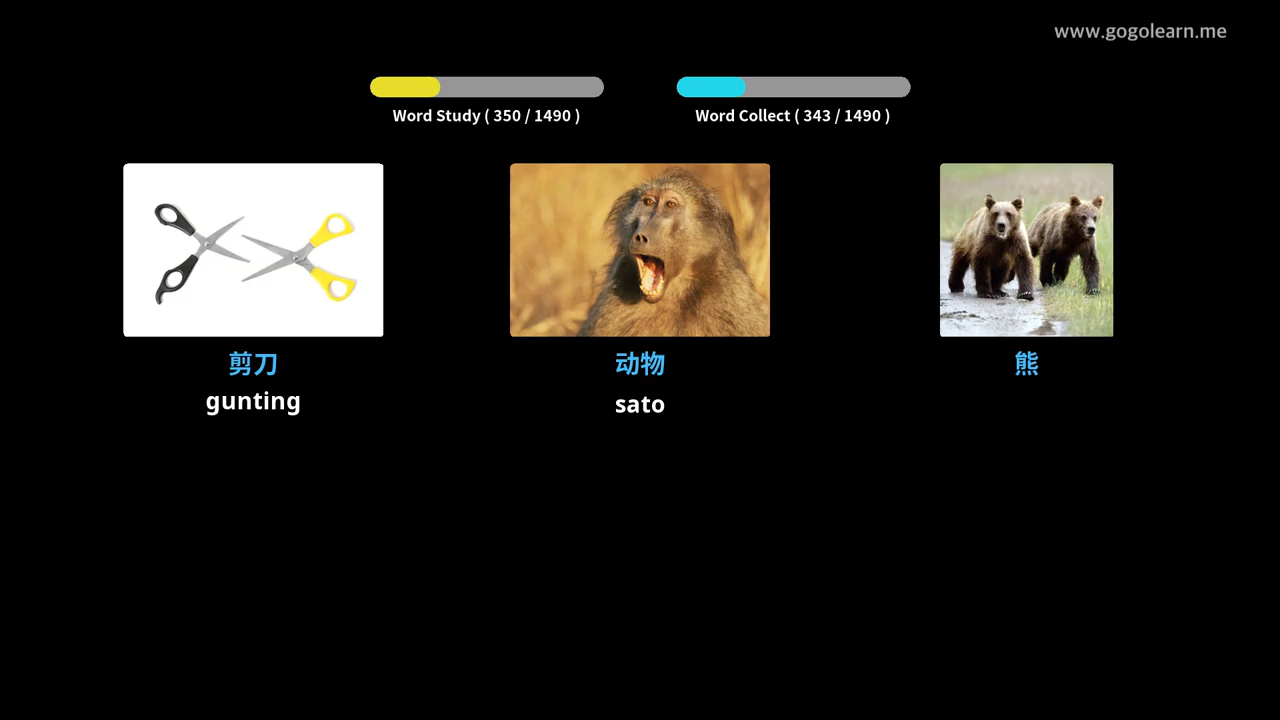 www.gogolearn.me
Word Study ( 350 / 1490 )
Word Collect ( 343 / 1490 )
剪刀
动物
熊
gunting
sato